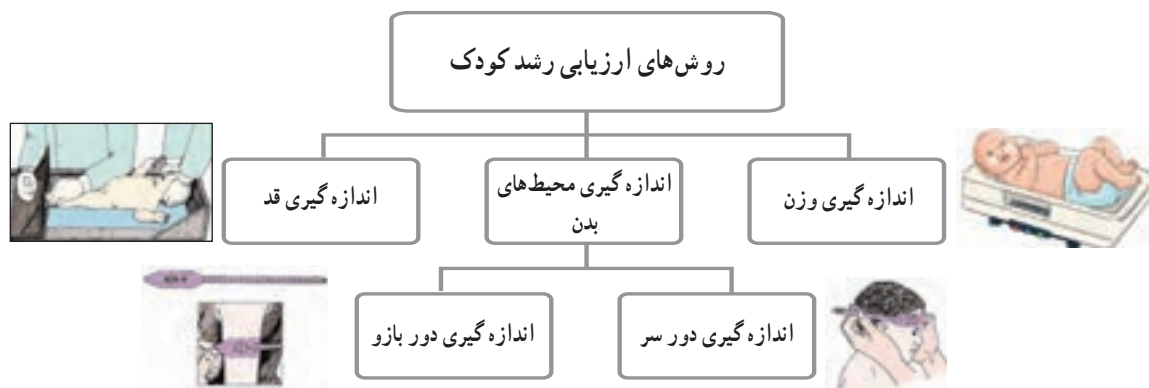 روش‌های ارزیابی رشد کودک
اندازه گیری وزن
اندازه گیری محیط‌های
بدن
اندازه گیری قد
اندازه گیری دور سر
اندازه گیری دور بازو